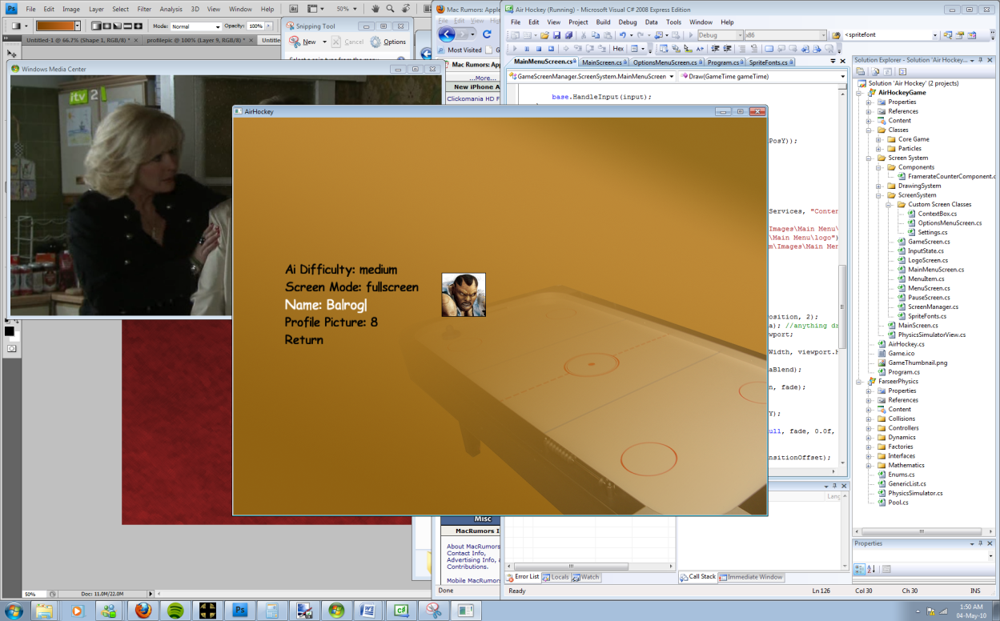 File Edit Image Layer Select Filter Analysis 3D View Window Help
50%
Mode: Normal Opacity: 100%
Untitled-1 @ 66.7% (Shape 1, RGB/8) *
profilepic @ 100% (Layer 9, RGB/8) *
Snipping Tool
New Cancel Options
Windows Media Center
itv 2
Mac Rumors: Apple
File Edit View
Most Visited
Mac Rumors: App
...More...
New iPhone A
Clickomania HD F
Air Hockey (Running) - Microsoft Visual C# 2008 Express Edition
File Edit View Project Build Debug Data Tools Window Help
Debug x86 <spritefont
Hex
MainMenuScreen.cs MainScreen.cs OptionsMenuScreen.cs Program.cs SpriteFonts.cs
GameScreenManager.ScreenSystem.MainMenuScreen Draw(GameTime gameTime)
base.HandleInput(input);
PosY));
Services, "Conten
Images\Main Menu\
\Main Menu\logo")
m\Images\Main Men
osition, 2);
a); //anything dr
wport;
Width, viewport.H
aBlend);
n, fade);
Y);
ull, fade, 0.0f,
nsitionOffset);
AirHockey
Ai Difficulty: medium
Screen Mode: fullscreen
Name: Balrog|
Profile Picture: 8
Return
Solution Explorer - Solution 'Air Hockey...
Solution 'Air Hockey' (2 projects)
AirHockeyGame
Properties
References
Content
Classes
Core Game
Particles
Screen System
Components
FramerateCounterComponent.c
DrawingSystem
ScreenSystem
Custom Screen Classes
ContextBox.cs
OptionsMenuScreen.cs
Settings.cs
GameScreen.cs
InputState.cs
LogoScreen.cs
MainMenuScreen.cs
MenuItem.cs
MenuScreen.cs
PauseScreen.cs
ScreenManager.cs
SpriteFonts.cs
MainScreen.cs
PhysicsSimulatorView.cs
AirHockey.cs
Game.ico
GameThumbnail.png
Program.cs
FarseerPhysics
Properties
References
Content
Collisions
Controllers
Dynamics
Factories
Interfaces
Mathematics
Enums.cs
GenericList.cs
PhysicsSimulator.cs
Pool.cs
Properties
Misc
MacRumors I
About MacRumors
Contact Info,
Advertising Info,
Contributions.
Mobile MacRumors
Done
Lang
Error List Locals Watch
Call Stack Immediate Window
Ready Ln 126 Col 30 Ch 30 INS
50% Doc: 11.0M/22.0M
1:50 AM
04-May-10